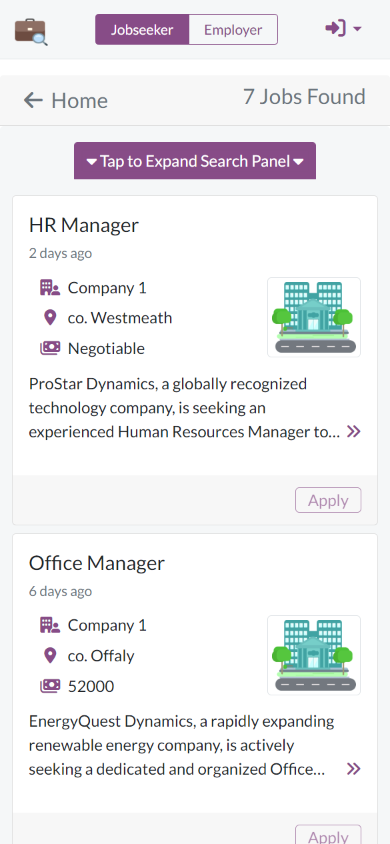 Jobseeker Employer
Home 7 Jobs Found
Tap to Expand Search Panel
HR Manager
2 days ago
Company 1
co. Westmeath
Negotiable
ProStar Dynamics, a globally recognized
technology company, is seeking an
experienced Human Resources Manager to...
Apply
Office Manager
6 days ago
Company 1
co. Offaly
52000
EnergyQuest Dynamics, a rapidly expanding
renewable energy company, is actively
seeking a dedicated and organized Office...
Apply